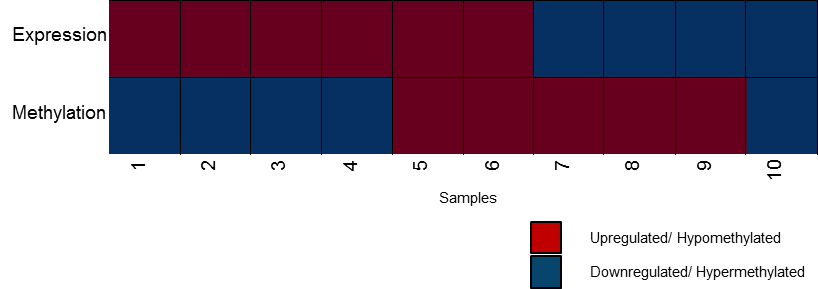 Expression
Methylation
1 2 3 4 5 6 7 8 9 10
Samples
Upregulated/ Hypomethylated
Downregulated/ Hypermethylated